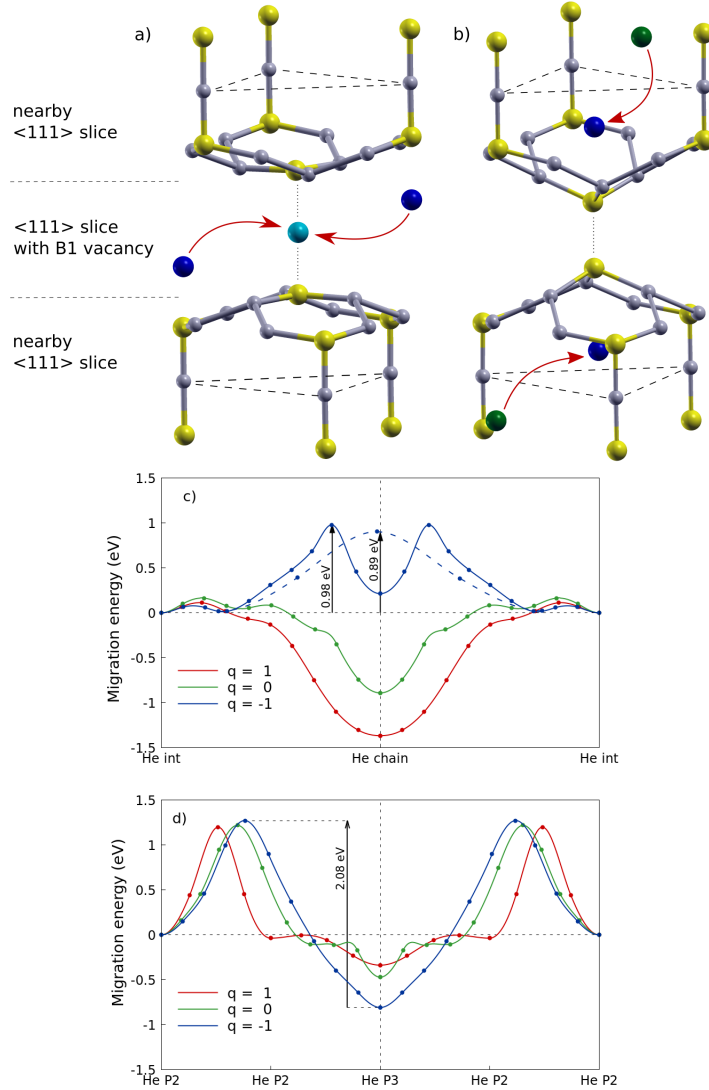 a)
b)
nearby
<111> slice
<111> slice
with B1 vacancy
nearby
<111> slice
c)
Migration energy (eV)
1.5
1
0.5
0
-0.5
-1
-1.5
0.98 eV
0.89 eV
q = 1
q = 0
q = -1
He int
He chain
He int
d)
Migration energy (eV)
1.5
1
0.5
0
-0.5
-1
-1.5
2.08 eV
q = 1
q = 0
q = -1
He P2
He P2
He P3
He P2
He P2